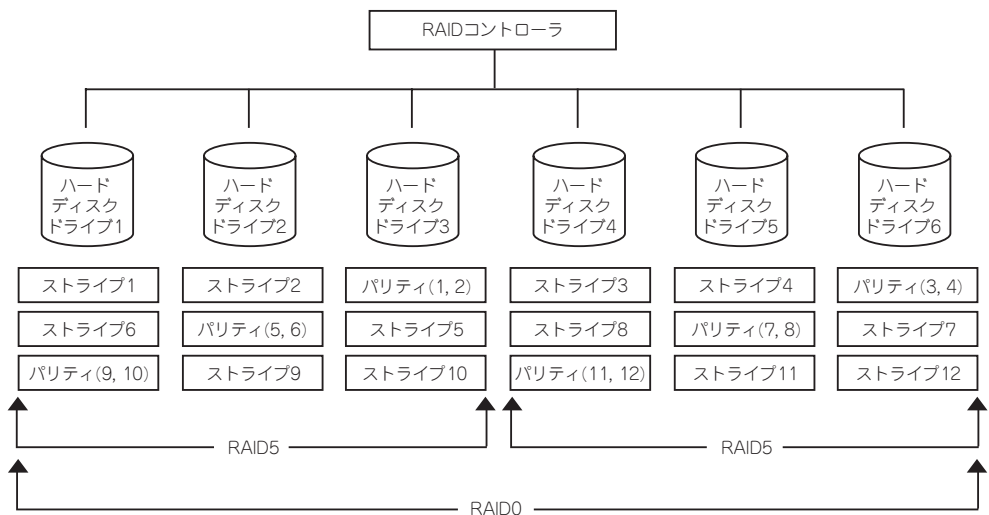 RAIDコントローラ
ハード
ディスク
ドライブ1
ハード
ディスク
ドライブ2
ハード
ディスク
ドライブ3
ハード
ディスク
ドライブ4
ハード
ディスク
ドライブ5
ハード
ディスク
ドライブ6
ストライプ1
ストライプ2
パリティ(1, 2)
ストライプ3
ストライプ4
パリティ(3, 4)
ストライプ6
パリティ(5, 6)
ストライプ5
ストライプ8
パリティ(7, 8)
ストライプ7
パリティ(9, 10)
ストライプ9
ストライプ10
パリティ(11, 12)
ストライプ11
ストライプ12
RAID5
RAID5
RAID0